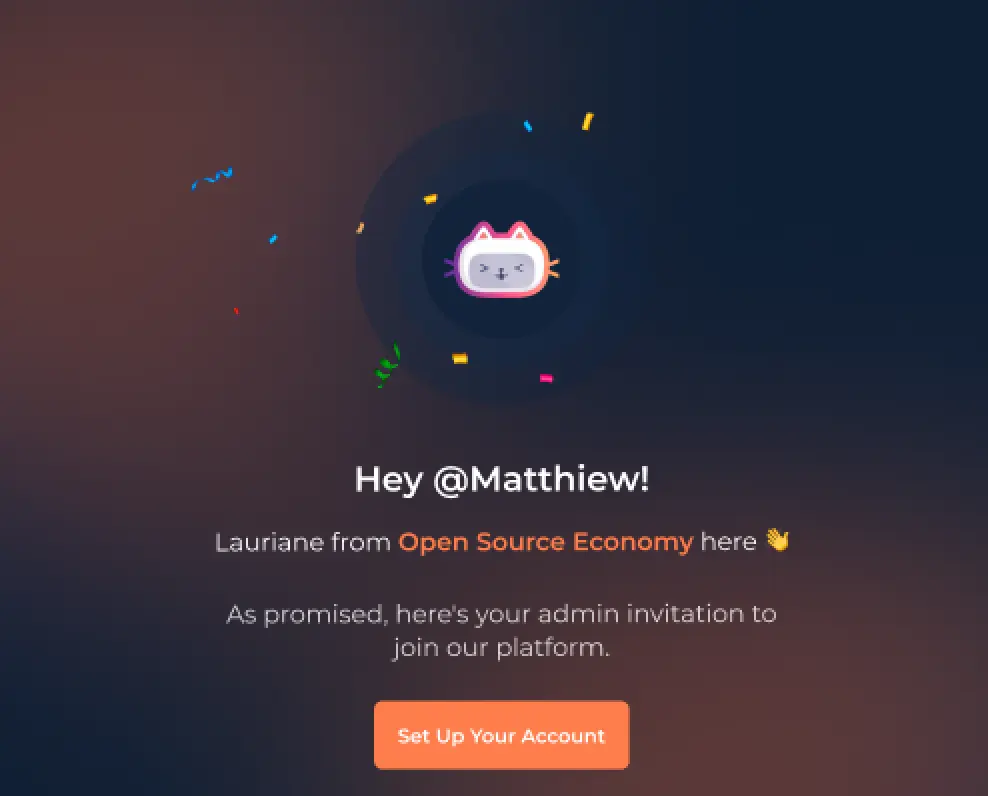 Hey @Matthiew!
Lauriane from Open Source Economy here 👋
As promised, here's your admin invitation to
join our platform.
Set Up Your Account